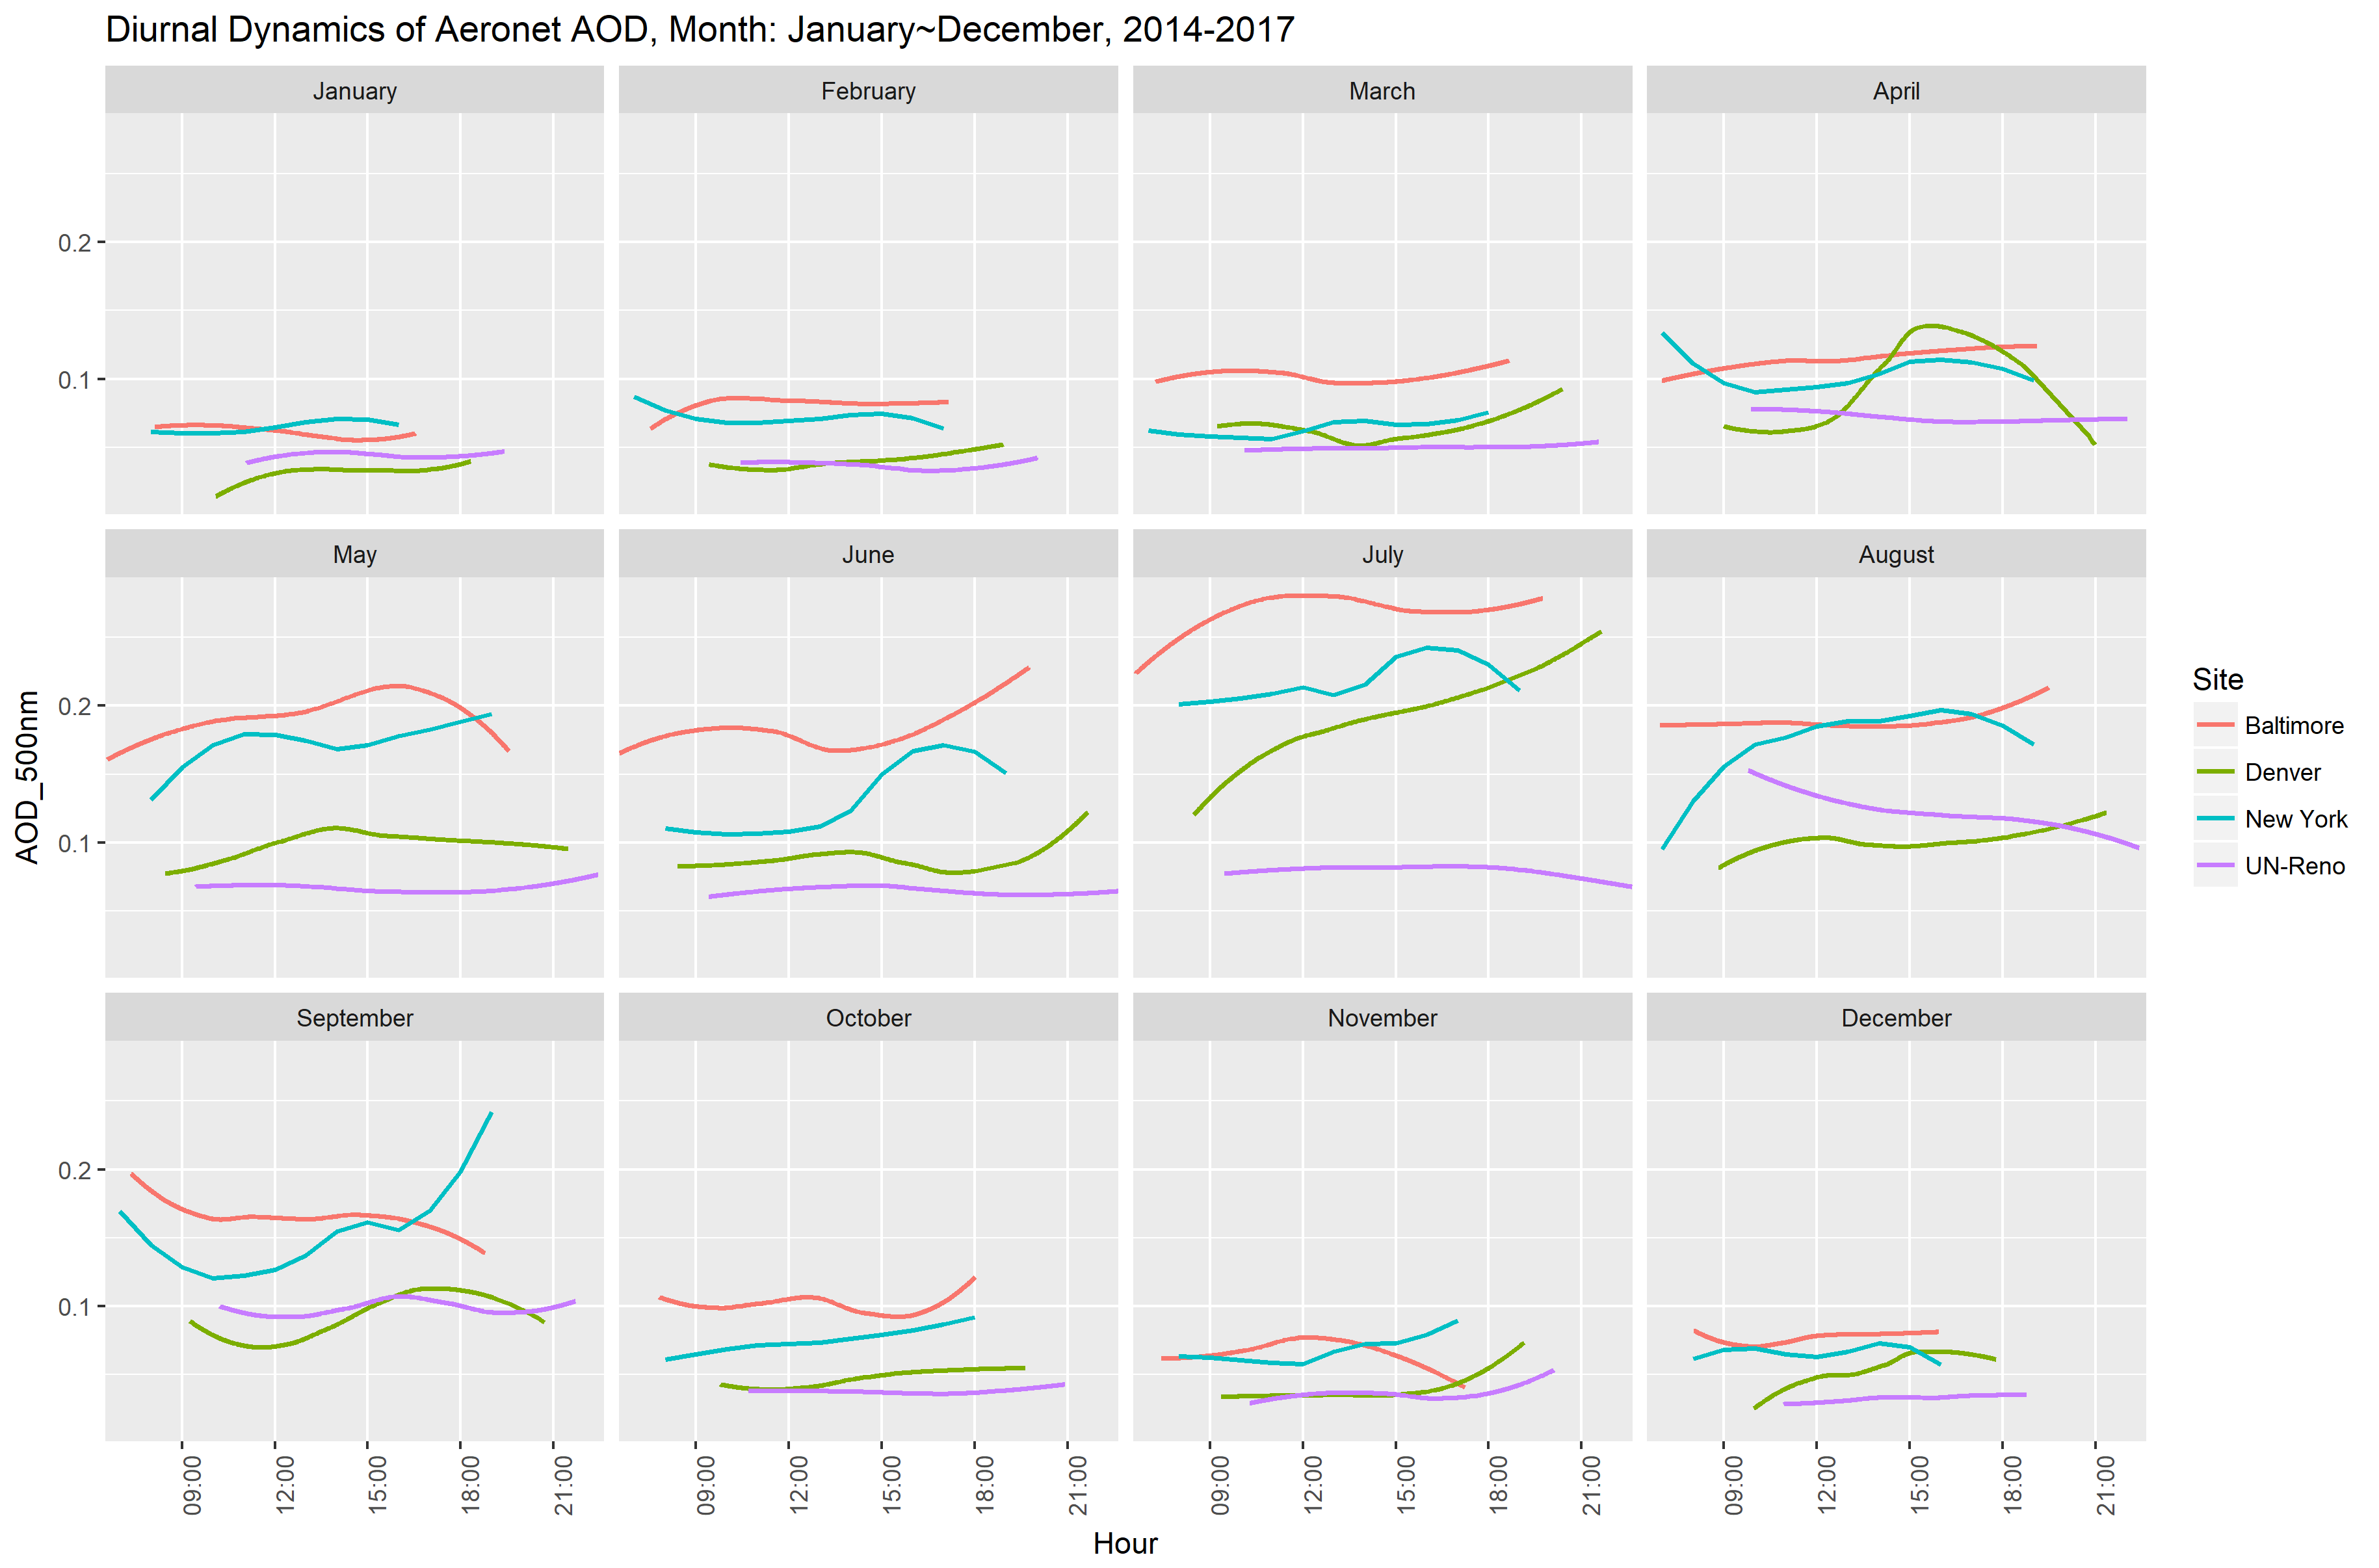 Diurnal Dynamics of Aeronet AOD, Month: January~December, 2014-2017
January February March April
0.2
0.1
May June July August
0.2
0.1
September October November December
0.2
0.1
09:00 12:00 15:00 18:00 21:00 09:00 12:00 15:00 18:00 21:00 09:00 12:00 15:00 18:00 21:00 09:00 12:00 15:00 18:00 21:00
Hour
AOD_500nm
Site
Baltimore
Denver
New York
UN-Reno